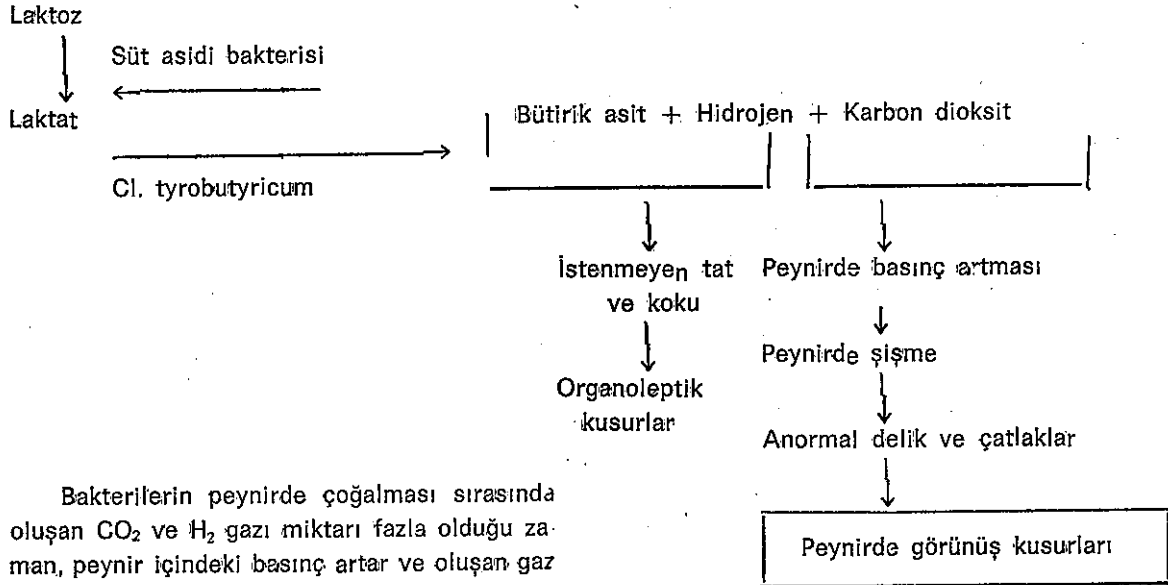 Laktoz
Süt asidi bakterisi
Laktat
Bütirik asit + Hidrojen + Karbon dioksit
Cl. tyrobutyricum
İstenmeyen tat
ve koku
Organoleptik
kusurlar
Peynirde basınç artması
Peynirde şişme
Anormal delik ve çatlaklar
Peynirde görünüş kusurları
Bakterilerin peynirde çoğalması sırasında
oluşan CO₂ ve H₂ gazı miktarı fazla olduğu za-
man, peynir içindeki basınç artar ve oluşan gaz